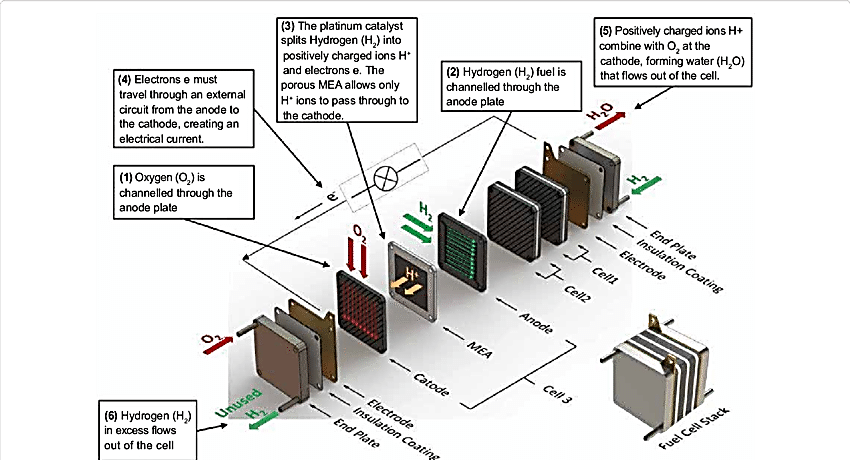 (3) The platinum catalyst
splits Hydrogen (H₂) into
positively charged ions H⁺
and electrons e. The
porous MEA allows only
H⁺ ions to pass through to
the cathode.
(5) Positively charged ions H+
combine with O₂ at the
cathode, forming water (H₂O)
that flows out of the cell.
(4) Electrons e must
travel through an external
circuit from the anode to
the cathode, creating an
electrical current.
(2) Hydrogen (H₂) fuel is
channelled through the
anode plate
(1) Oxygen (O₂) is
channelled through the
anode plate
H₂O
H₂
e⁻
H₂
O₂
H⁺
End Plate
Insulation Coating
Electrode
Cell1
Cell2
Anode
MEA
Catode
Cell 3
O₂
Electrode
Insulation Coating
End Plate
Unused
H₂
(6) Hydrogen (H₂)
in excess flows
out of the cell
Fuel Cell Stack